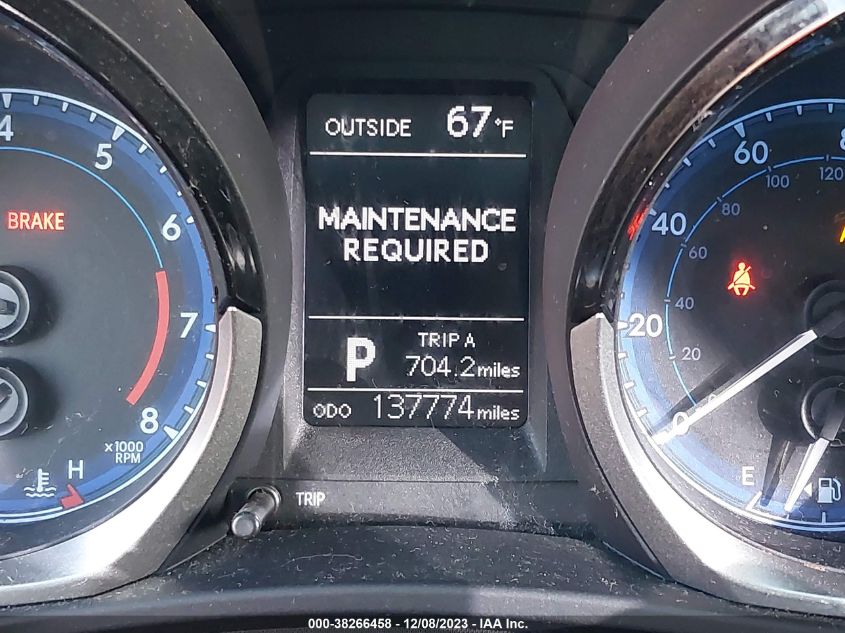 OUTSIDE 67°F
MAINTENANCE
REQUIRED
P
TRIP A
704.2 miles
ODO 137774 miles
TRIP
4
5
6
7
8
x1000
RPM
BRAKE
H
0
20
40
60
8
20
40
60
80
100
120
E
000-38266458 - 12/08/2023 - IAA Inc.